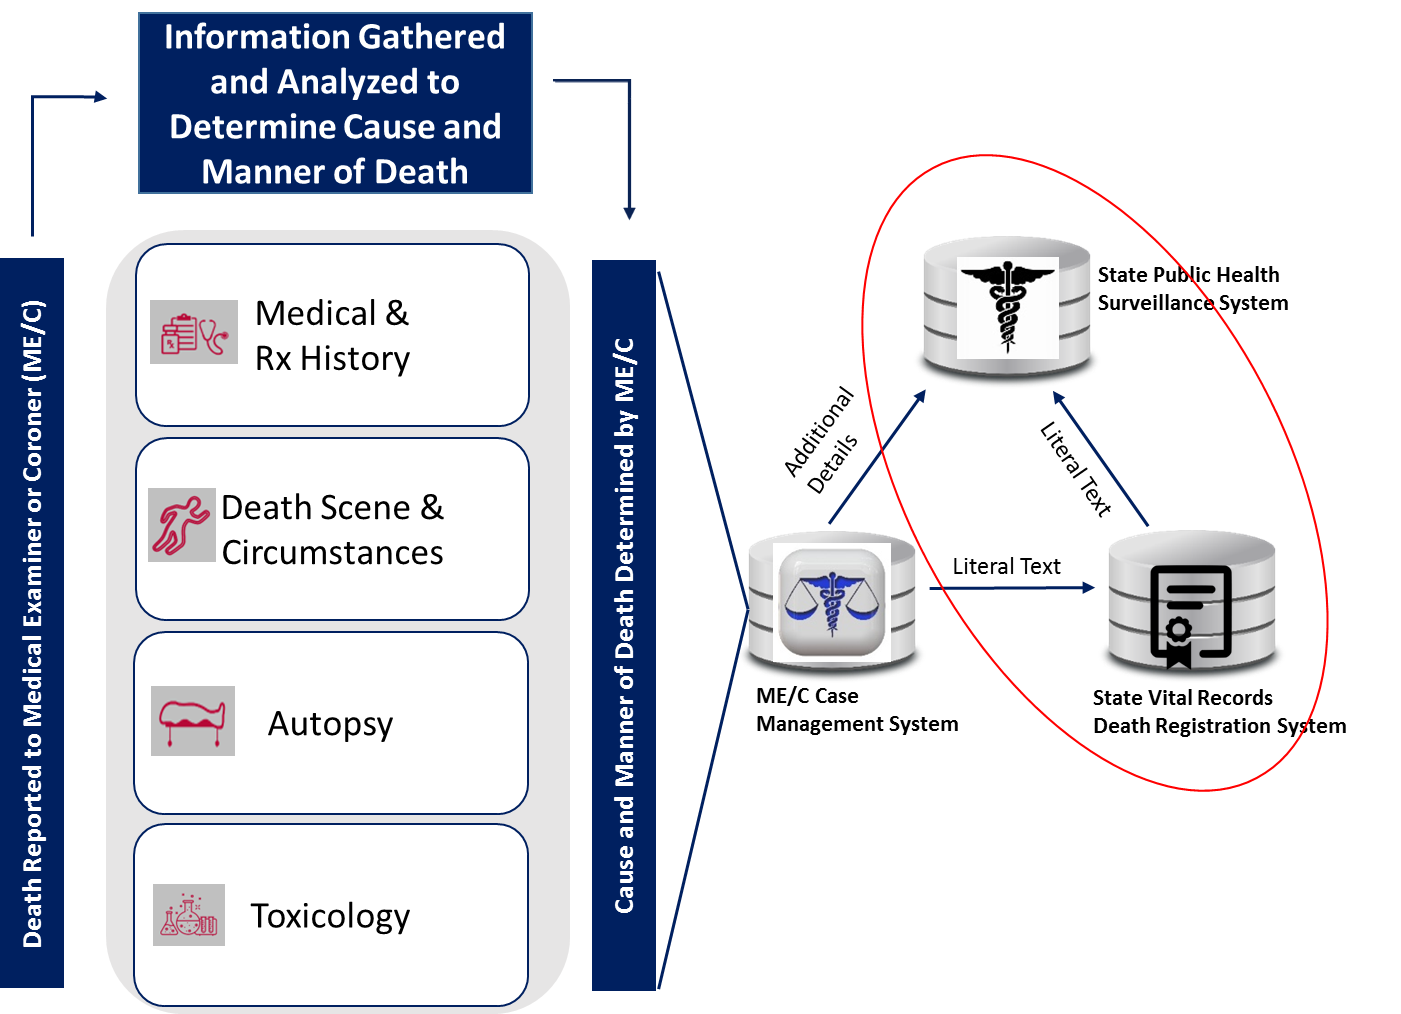 Information Gathered
and Analyzed to
Determine Cause and
Manner of Death
Death Reported to Medical Examiner or Coroner (ME/C)
Medical &
Rx History
Death Scene &
Circumstances
Autopsy
Toxicology
Cause and Manner of Death Determined by ME/C
State Public Health
Surveillance System
Additional
Details
Literal Text
Literal Text
ME/C Case
Management System
State Vital Records
Death Registration System